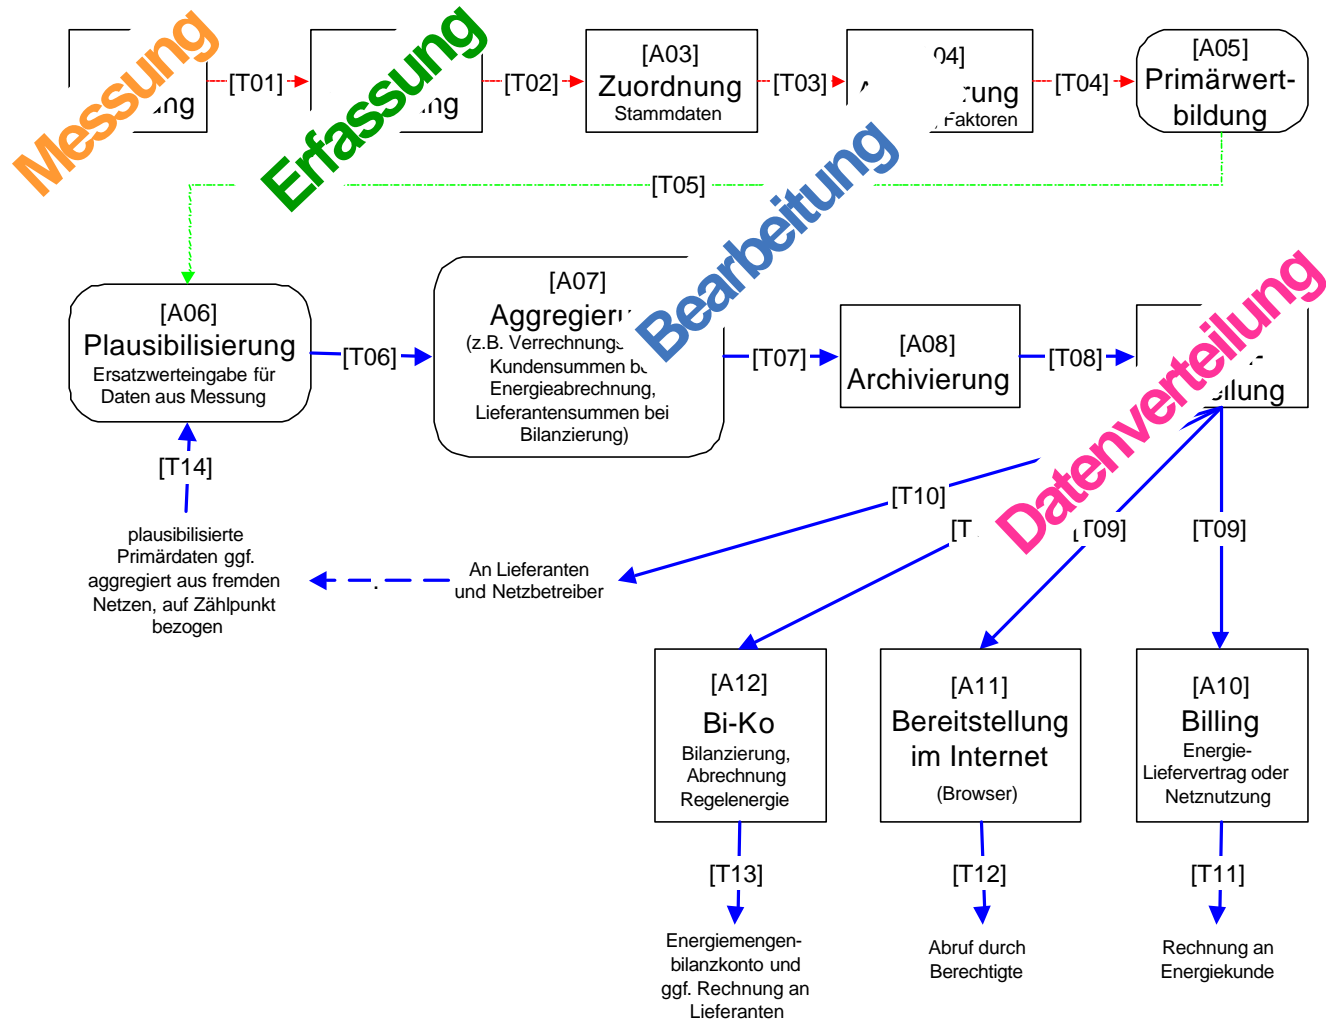 Messung
[T01]
Erfassung
[T02]
[A03]
Zuordnung
Stammdaten
[T03]
Faktoren
[T04]
[A05]
Primärwert-
bildung
[T05]
Bearbeitung
[A06]
Plausibilisierung
Ersatzwerteingabe für
Daten aus Messung
[T06]
[A07]
(z.B.
Kundensummen
Energieabrechnung,
Lieferantensummen bei
Bilanzierung)
[T07]
[A08]
Archivierung
[T08]
Datenverteilung
[T14]
plausibilisierte
Primärdaten ggf.
aggregiert aus fremden
Netzen, auf Zählpunkt
bezogen
An Lieferanten
und Netzbetreiber
[T10]
[T09]
[T09]
[A12]
Bi-Ko
Bilanzierung,
Abrechnung
Regelenergie
[A11]
Bereitstellung
im Internet
(Browser)
[A10]
Billing
Energie-
Liefervertrag oder
Netznutzung
[T13]
[T12]
[T11]
Energiemengen-
bilanzkonto und
ggf. Rechnung an
Lieferanten
Abruf durch
Berechtigte
Rechnung an
Energiekunde